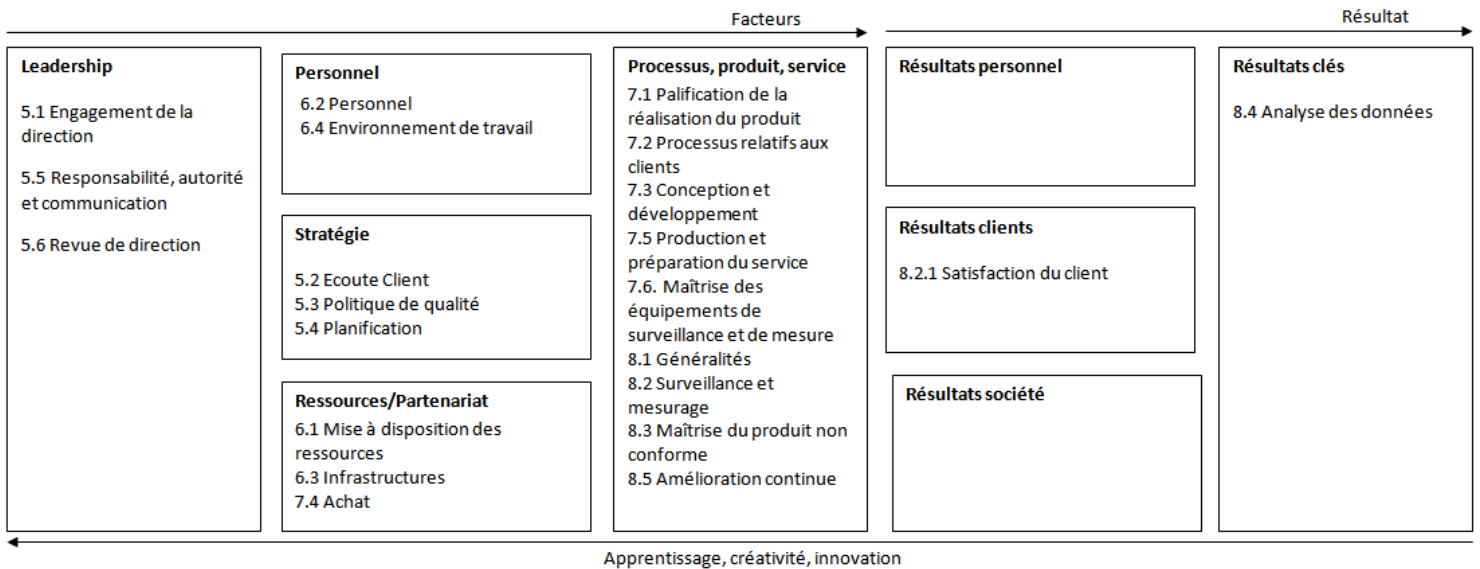 Facteurs
Résultat
Leadership
5.1 Engagement de la
direction
5.5 Responsabilité, autorité
et communication
5.6 Revue de direction
Personnel
6.2 Personnel
6.4 Environnement de travail
Stratégie
5.2 Ecoute Client
5.3 Politique de qualité
5.4 Planification
Ressources/Partenariat
6.1 Mise à disposition des
ressources
6.3 Infrastructures
7.4 Achat
Processus, produit, service
7.1 Palification de la
réalisation du produit
7.2 Processus relatifs aux
clients
7.3 Conception et
développement
7.5 Production et
préparation du service
7.6. Maîtrise des
équipements de
surveillance et de mesure
8.1 Généralités
8.2 Surveillance et
mesurage
8.3 Maîtrise du produit non
conforme
8.5 Amélioration continue
Résultats personnel
Résultats clients
8.2.1 Satisfaction du client
Résultats société
Résultats clés
8.4 Analyse des données
Apprentissage, créativité, innovation